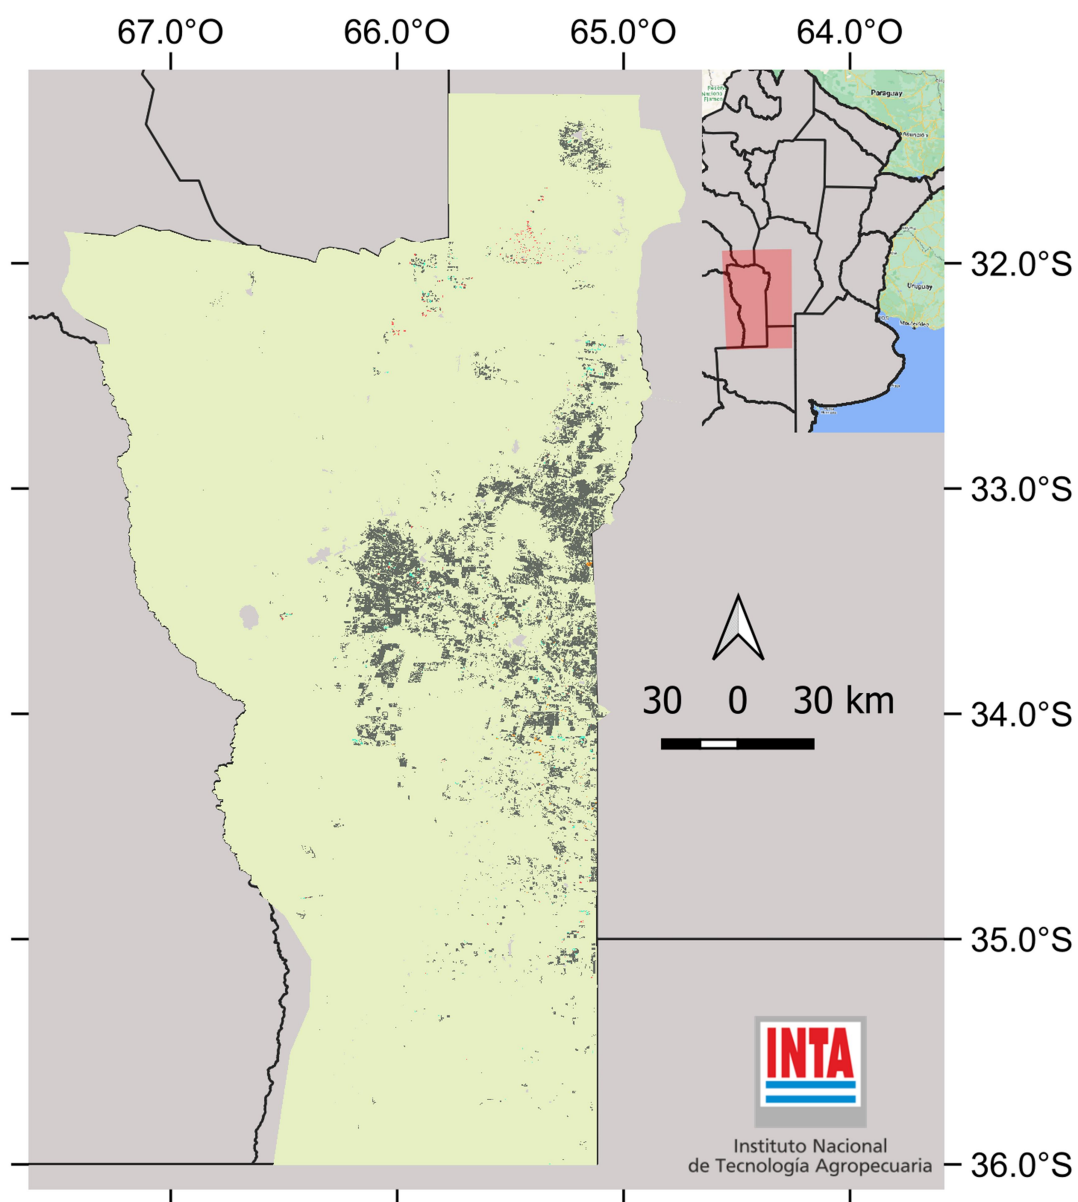 67.0°O 66.0°O 65.0°O 64.0°O
Paraguay
Uruguay
32.0°S
33.0°S
30 0 30 km
34.0°S
35.0°S
INTA
Instituto Nacional
de Tecnología Agropecuaria
36.0°S